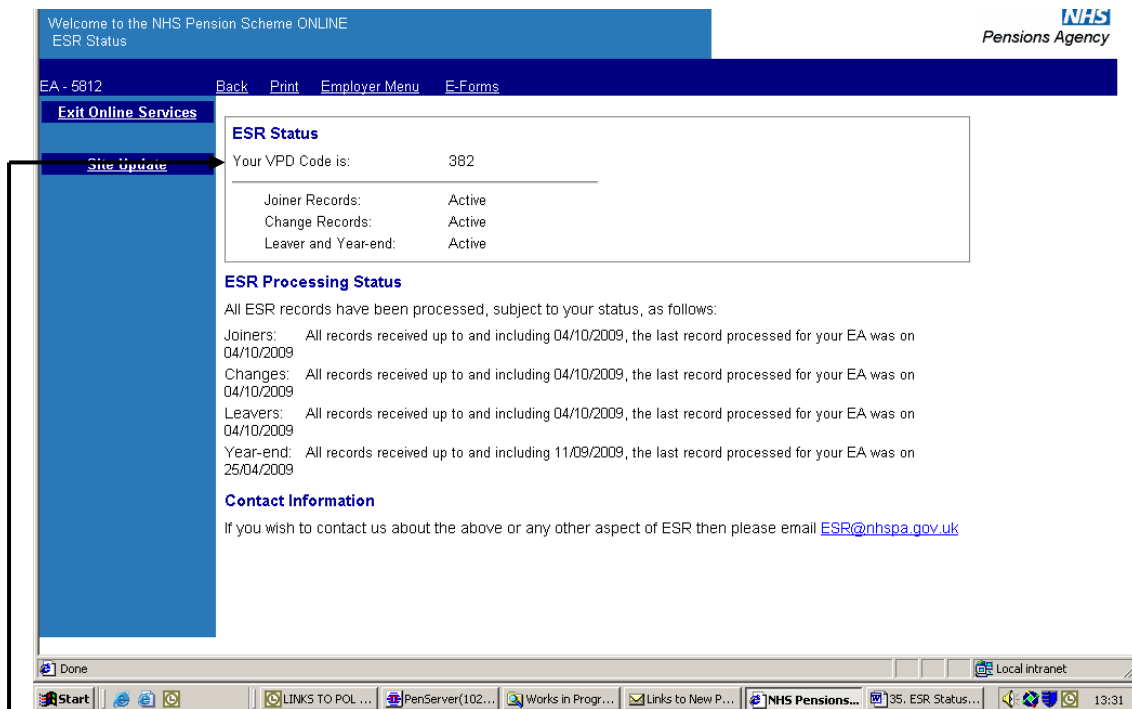 Welcome to the NHS Pension Scheme ONLINE
ESR Status
NHS
Pensions Agency
EA - 5812 Back Print Employer Menu E-Forms
Exit Online Services
Site Update
ESR Status
Your VPD Code is: 382
Joiner Records: Active
Change Records: Active
Leaver and Year-end: Active
ESR Processing Status
All ESR records have been processed, subject to your status, as follows:
Joiners: All records received up to and including 04/10/2009, the last record processed for your EA was on
04/10/2009
Changes: All records received up to and including 04/10/2009, the last record processed for your EA was on
04/10/2009
Leavers: All records received up to and including 04/10/2009, the last record processed for your EA was on
04/10/2009
Year-end: All records received up to and including 11/09/2009, the last record processed for your EA was on
25/04/2009
Contact Information
If you wish to contact us about the above or any other aspect of ESR then please email ESR@nhspa.gov.uk
Done Local intranet
Start LINKS TO POL ... PenServer(102... Works in Progr... Links to New P... NHS Pensions... 35. ESR Status... 13:31